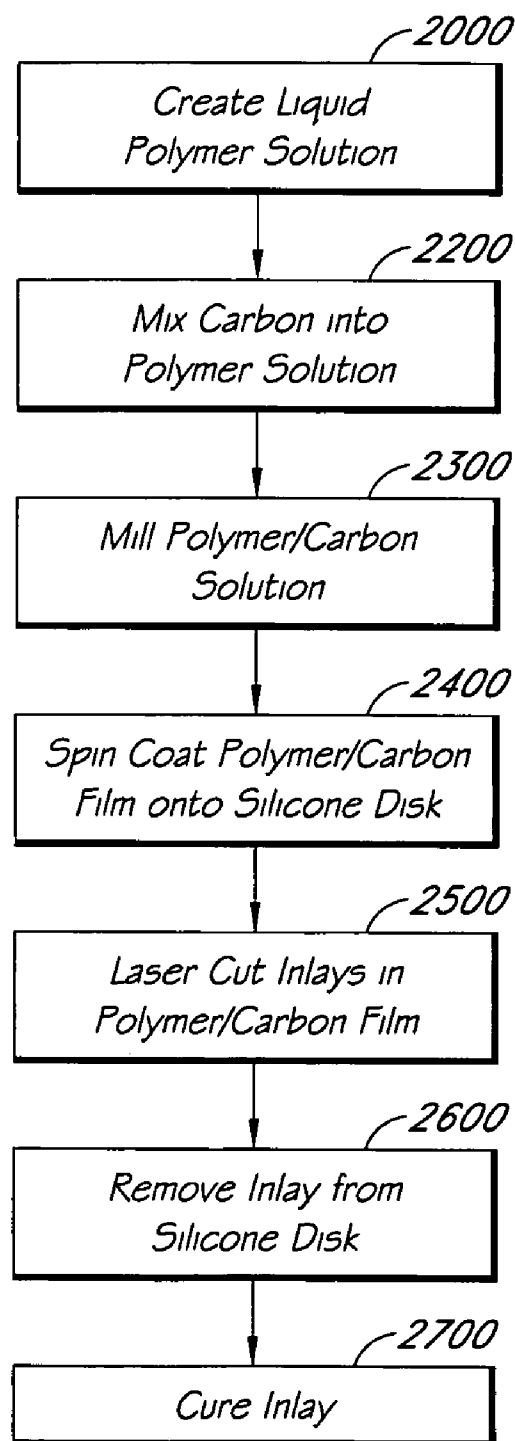 2000
Create Liquid
Polymer Solution
2200
Mix Carbon into
Polymer Solution
2300
Mill Polymer/Carbon
Solution
2400
Spin Coat Polymer/Carbon
Film onto Silicone Disk
2500
Laser Cut Inlays in
Polymer/Carbon Film
2600
Remove Inlay from
Silicone Disk
2700
Cure Inlay